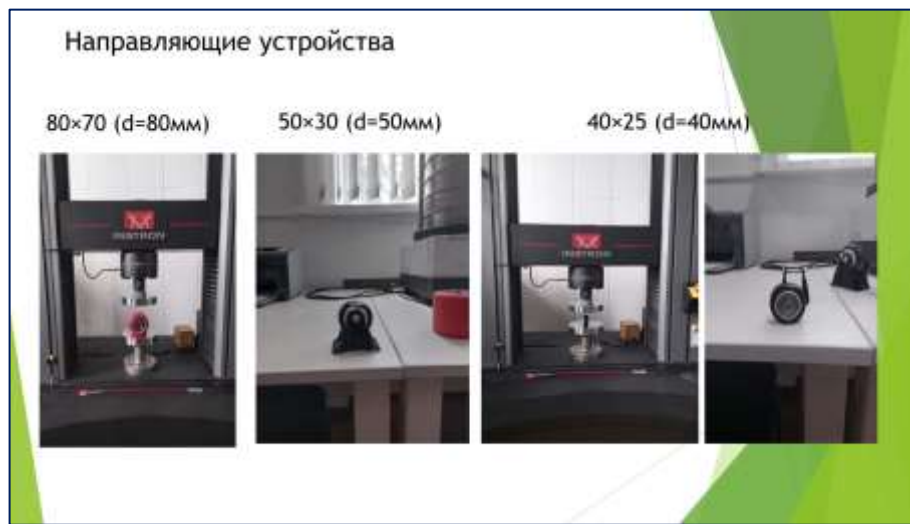 Направляющие устройства
80×70 (d=80мм)
50×30 (d=50мм)
40×25 (d=40мм)
INSTRON
INSTRON